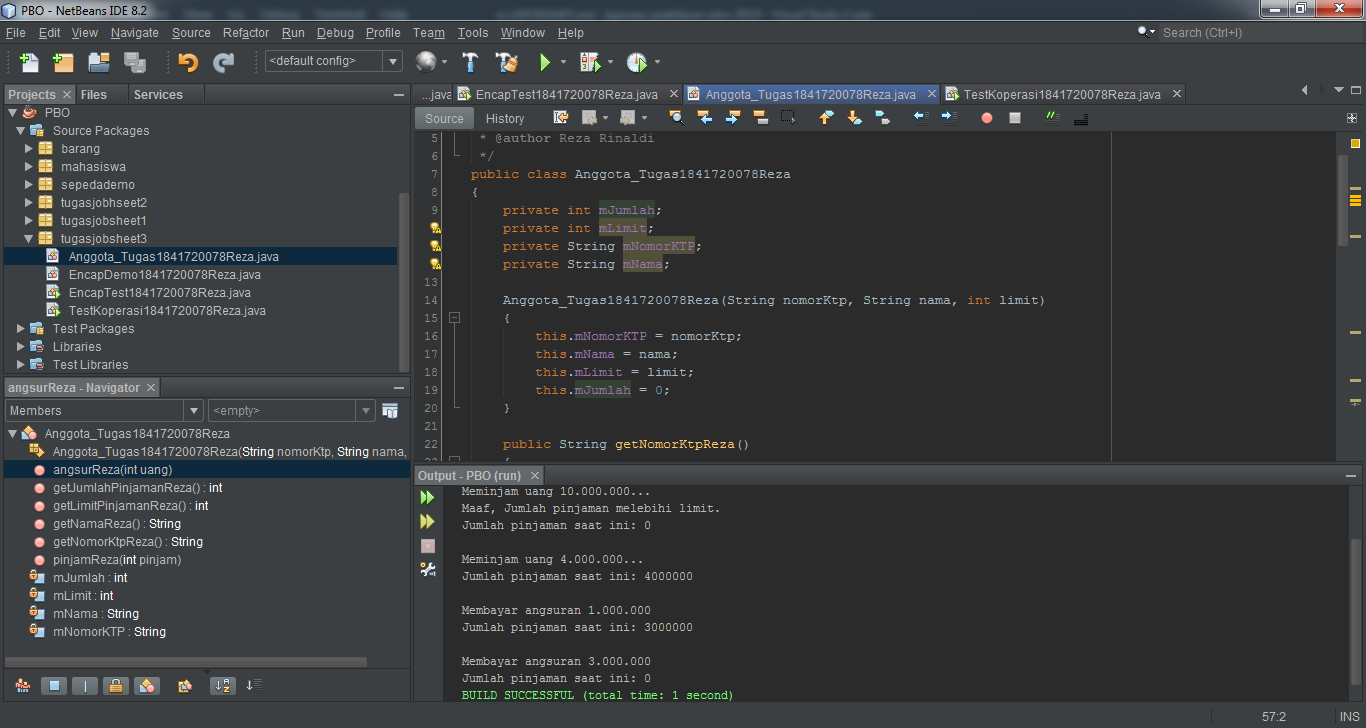 PBO - NetBeans IDE 8.2
File Edit View Navigate Source Refactor Run Debug Profile Team Tools Window Help
Search (Ctrl+I)
<default config>
Projects Files Services
PBO
Source Packages
barang
mahasiswa
sepedademo
tugasjobhseet2
tugasjobsheet1
tugasjobsheet3
Anggota_Tugas1841720078Reza.java
EncapDemo1841720078Reza.java
EncapTest1841720078Reza.java
TestKoperasi1841720078Reza.java
Test Packages
Libraries
Test Libraries
angsurReza - Navigator
Members <empty>
Anggota_Tugas1841720078Reza
Anggota_Tugas1841720078Reza(String nomorKtp, String nama,
angsurReza(int uang)
getJumlahPinjamanReza() : int
getLimitPinjamanReza() : int
getNamaReza() : String
getNomorKtpReza() : String
pinjamReza(int pinjam)
mJumlah : int
mLimit : int
mNama : String
mNomorKTP : String
...java EncapTest1841720078Reza.java Anggota_Tugas1841720078Reza.java TestKoperasi1841720078Reza.java
Source History
5 * @author Reza Rinaldi
6 */
7 public class Anggota_Tugas1841720078Reza
8 {
9 private int mJumlah;
private int mLimit;
private String mNomorKTP;
private String mNama;
13
14 Anggota_Tugas1841720078Reza(String nomorKtp, String nama, int limit)
15 {
16 this.mNomorKTP = nomorKtp;
17 this.mNama = nama;
18 this.mLimit = limit;
19 this.mJumlah = 0;
20 }
21
22 public String getNomorKtpReza()
Output - PBO (run)
Meminjam uang 10.000.000...
Maaf, Jumlah pinjaman melebihi limit.
Jumlah pinjaman saat ini: 0
Meminjam uang 4.000.000...
Jumlah pinjaman saat ini: 4000000
Membayar angsuran 1.000.000
Jumlah pinjaman saat ini: 3000000
Membayar angsuran 3.000.000
Jumlah pinjaman saat ini: 0
BUILD SUCCESSFUL (total time: 1 second)
57:2 INS